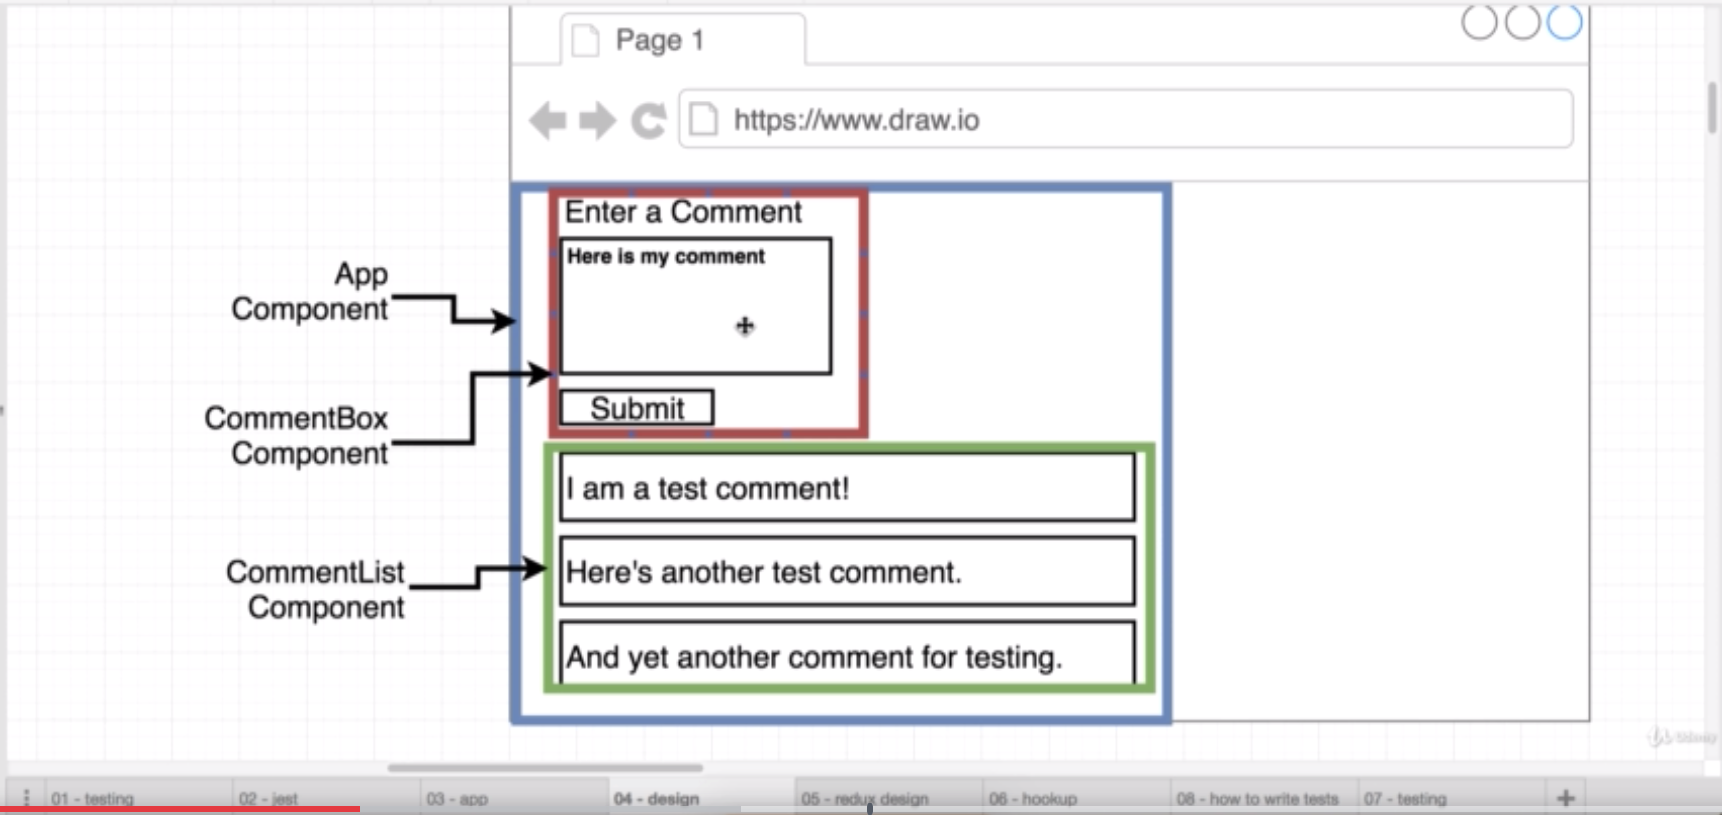 Page 1
https://www.draw.io
Enter a Comment
Here is my comment
Submit
App
Component
CommentBox
Component
CommentList
Component
I am a test comment!
Here's another test comment.
And yet another comment for testing.
01 - testing
02 - jest
03 - app
04 - design
05 - redux design
06 - hookup
08 - how to write tests
07 - testing